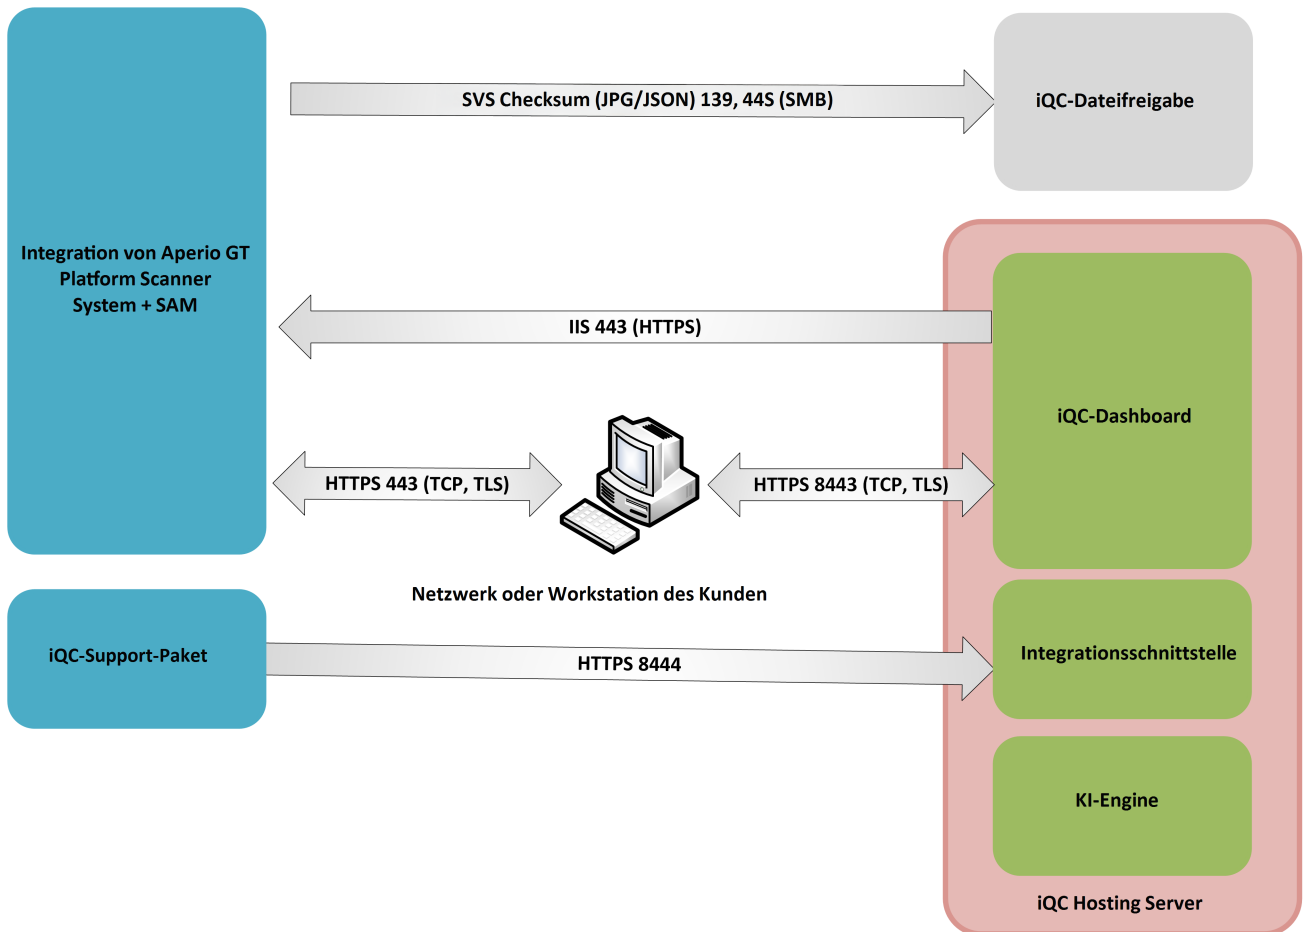 SVS Checksum (JPG/JSON) 139, 44S (SMB)
iQC-Dateifreigabe
Integration von Aperio GT
Platform Scanner
System + SAM
IIS 443 (HTTPS)
iQC-Dashboard
HTTPS 443 (TCP, TLS)
HTTPS 8443 (TCP, TLS)
Netzwerk oder Workstation des Kunden
iQC-Support-Paket
HTTPS 8444
Integrationsschnittstelle
KI-Engine
iQC Hosting Server